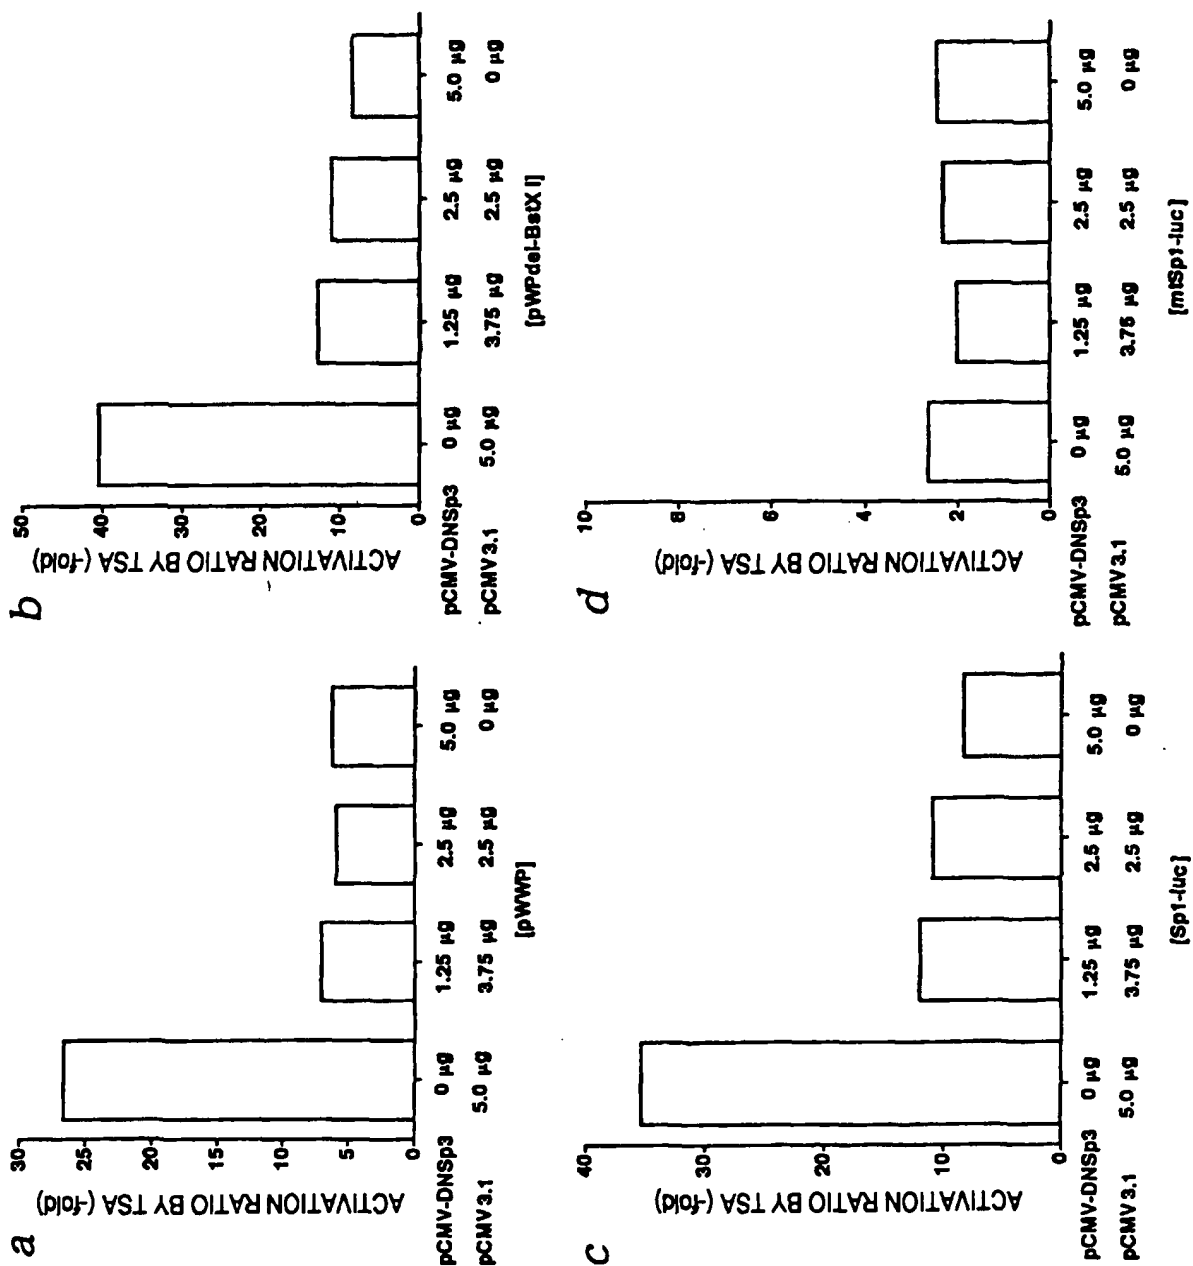 a
ACTIVATION RATIO BY TSA (-fold)
30
25
20
15
10
5
0
pCMV-DNSp3 0 µg 1.25 µg 2.5 µg 5.0 µg
pCMV3.1 5.0 µg 3.75 µg 2.5 µg 0 µg
[pWWP]
b
ACTIVATION RATIO BY TSA (-fold)
50
40
30
20
10
0
pCMV-DNSp3 0 µg 1.25 µg 2.5 µg 5.0 µg
pCMV3.1 5.0 µg 3.75 µg 2.5 µg 0 µg
[pWPdel-BstX I]
c
ACTIVATION RATIO BY TSA (-fold)
40
30
20
10
0
pCMV-DNSp3 0 µg 1.25 µg 2.5 µg 5.0 µg
pCMV3.1 5.0 µg 3.75 µg 2.5 µg 0 µg
[Sp1-luc]
d
ACTIVATION RATIO BY TSA (-fold)
10
8
6
4
2
0
pCMV-DNSp3 0 µg 1.25 µg 2.5 µg 5.0 µg
pCMV3.1 5.0 µg 3.75 µg 2.5 µg 0 µg
[mtSp1-luc]